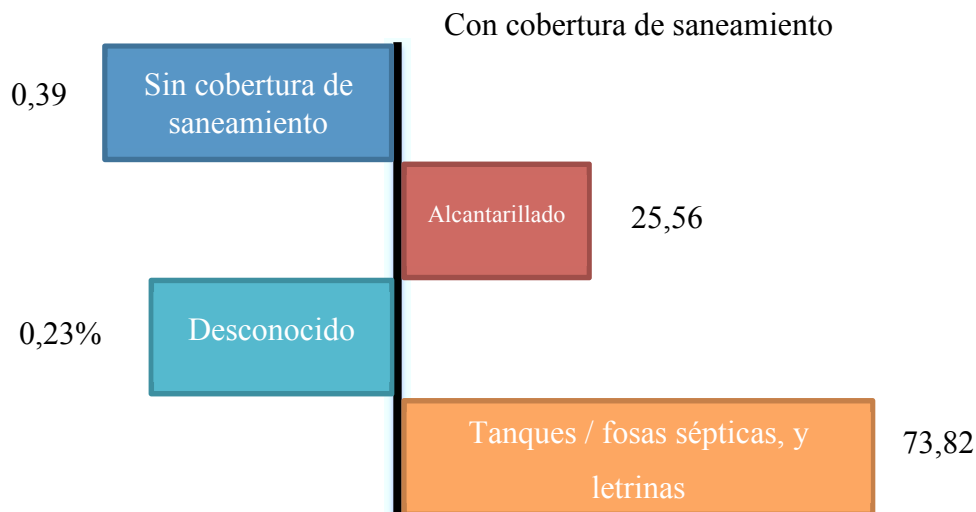 Con cobertura de saneamiento
0,39
Sin cobertura de
saneamiento
Alcantarillado
25,56
0,23%
Desconocido
Tanques / fosas sépticas, y
letrinas
73,82